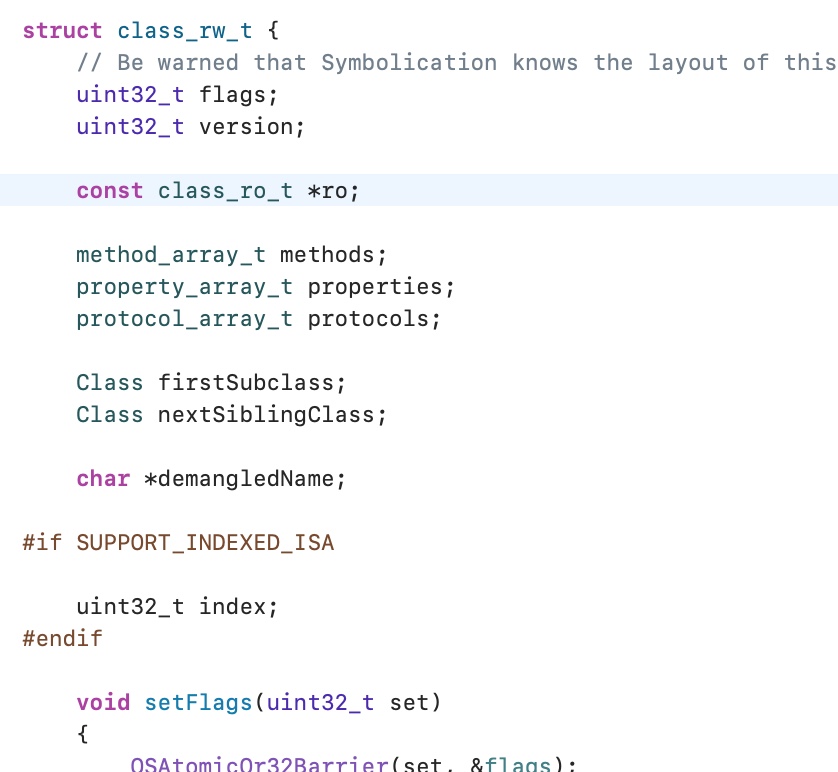 struct class_rw_t {
// Be warned that Symbolication knows the layout of this
uint32_t flags;
uint32_t version;
const class_ro_t *ro;
method_array_t methods;
property_array_t properties;
protocol_array_t protocols;
Class firstSubclass;
Class nextSiblingClass;
char *demangledName;
#if SUPPORT_INDEXED_ISA
uint32_t index;
#endif
void setFlags(uint32_t set)
{
OSAtomicOr32Barrier(set, &flags);